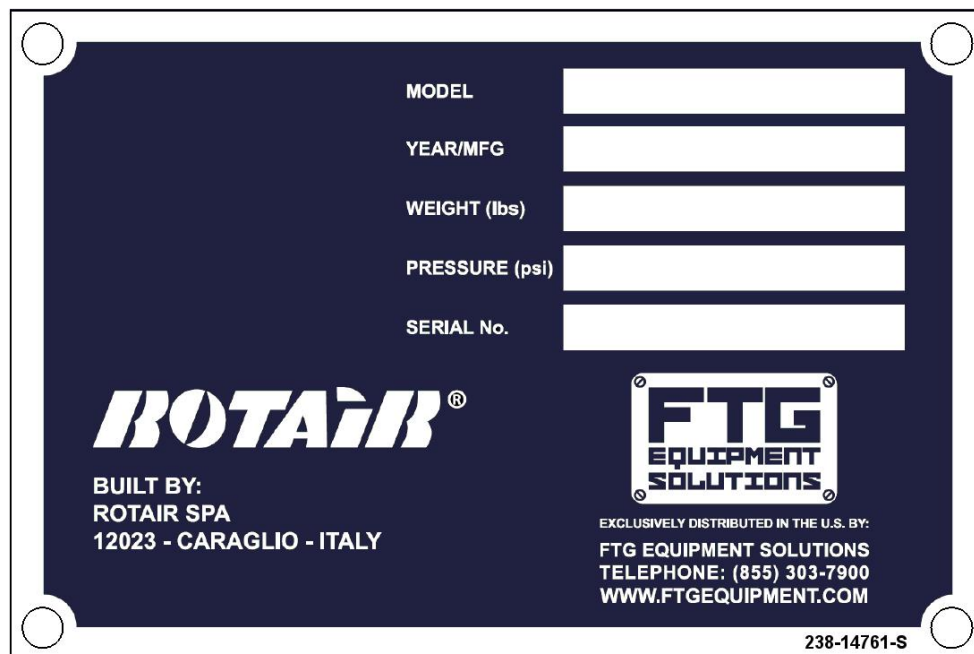 MODEL
YEAR/MFG
WEIGHT (lbs)
PRESSURE (psi)
SERIAL No.
ROTAIR®
BUILT BY:
ROTAIR SPA
12023 - CARAGLIO - ITALY
FTG
EQUIPMENT
SOLUTIONS
EXCLUSIVELY DISTRIBUTED IN THE U.S. BY:
FTG EQUIPMENT SOLUTIONS
TELEPHONE: (855) 303-7900
WWW.FTGEQUIPMENT.COM
238-14761-S